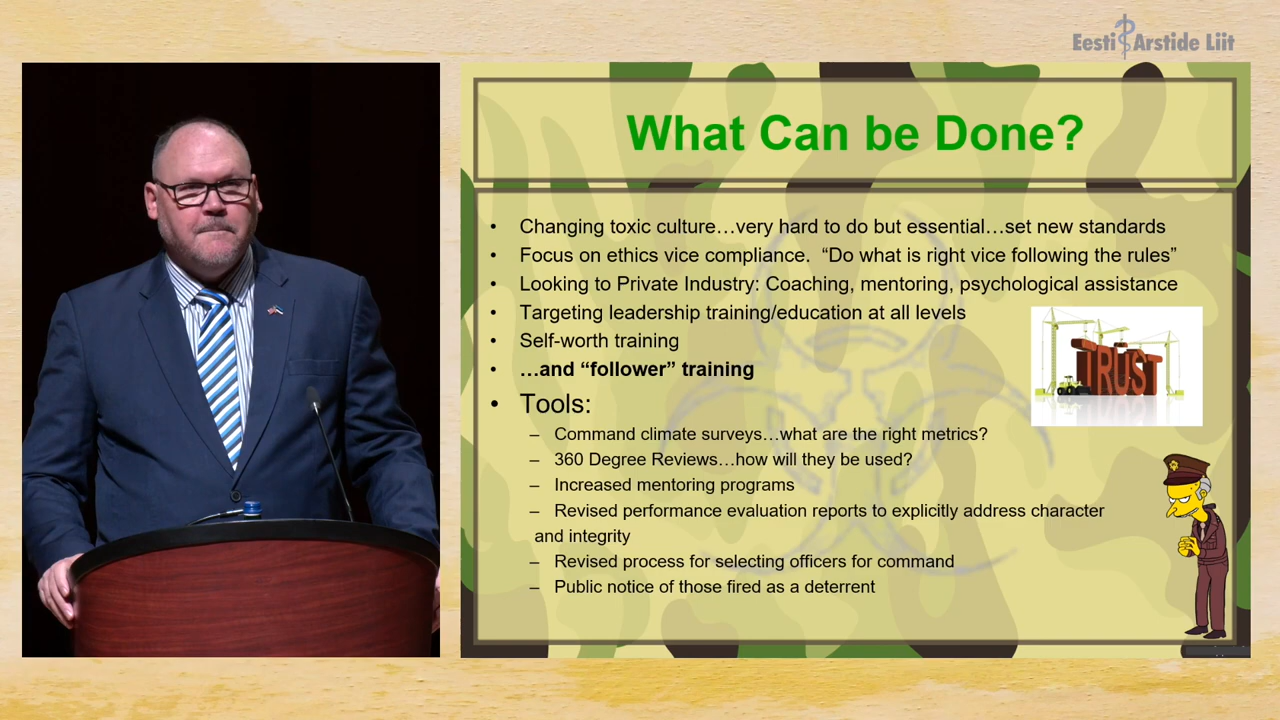 Eesti Arstide Liit
What Can be Done?
• Changing toxic culture…very hard to do but essential…set new standards
• Focus on ethics vice compliance. “Do what is right vice following the rules”
• Looking to Private Industry: Coaching, mentoring, psychological assistance
• Targeting leadership training/education at all levels
• Self-worth training
• …and “follower” training
• Tools:
– Command climate surveys…what are the right metrics?
– 360 Degree Reviews…how will they be used?
– Increased mentoring programs
– Revised performance evaluation reports to explicitly address character
and integrity
– Revised process for selecting officers for command
– Public notice of those fired as a deterrent
TRUST